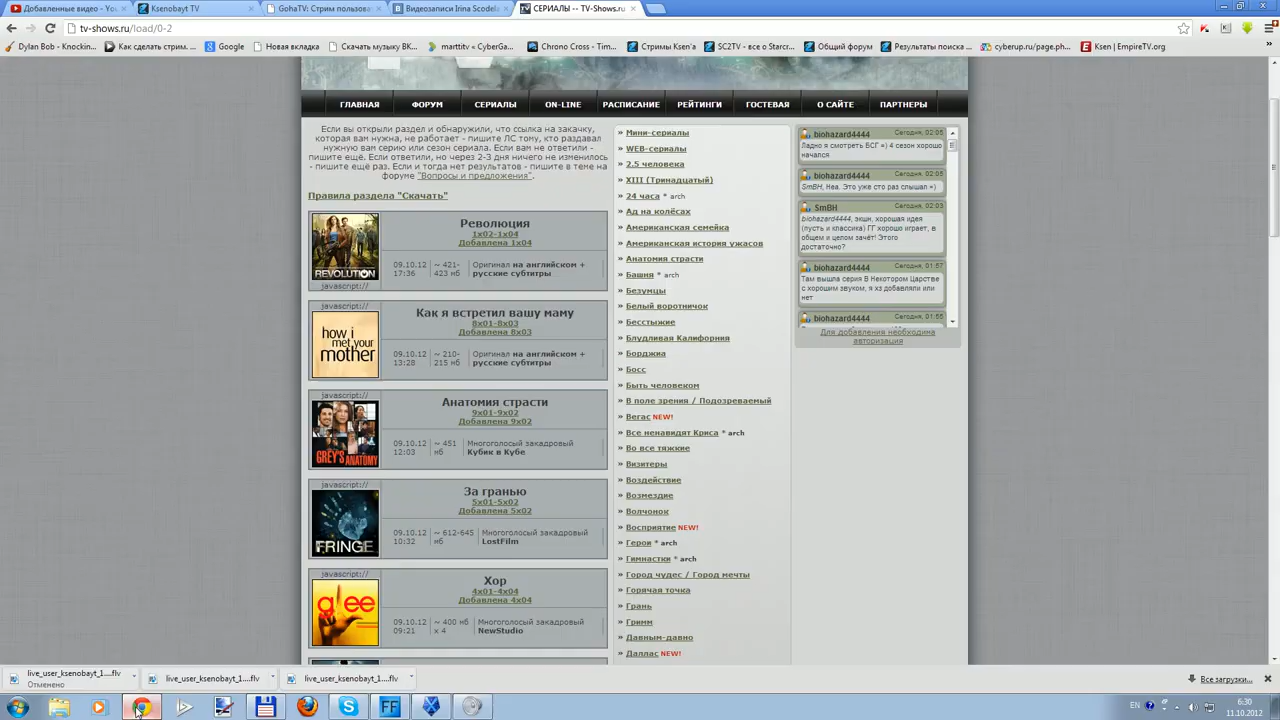 Добавленные видео - You
Ksenobayt TV
GohaTV: Стрим пользоват
Видеозаписи Irina Scodela
СЕРИАЛЫ -- TV-Shows.ru
tv-shows.ru/load/0-2
Dylan Bob - Knockin...
Как сделать стрим. ...
Google
Новая вкладка
Скачать музыку ВК...
marttitv « CyberGa...
Chrono Cross - Tim...
Стримы Ksen'a
SC2TV - все о Starcr...
Общий форум
Результаты поиска ...
cyberup.ru/page.ph...
Ksen | EmpireTV.org
ГЛАВНАЯ
ФОРУМ
СЕРИАЛЫ
ON-LINE
РАСПИСАНИЕ
РЕЙТИНГИ
ГОСТЕВАЯ
О САЙТЕ
ПАРТНЕРЫ
Если вы открыли раздел и обнаружили, что ссылка на закачку,
которая вам нужна, не работает - пишите ЛС тому, кто раздавал
нужную вам серию или сезон сериала. Если вам не ответили -
пишите ещё. Если ответили, но через 2-3 дня ничего не изменилось
- пишите еще раз. Если и тогда нет результатов - пишите в теме на
форуме "Вопросы и предложения".
Правила раздела "Скачать"
REVOLUTION
javascript://
Революция
1x02-1x04
Добавлена 1x04
09.10.12
17:36
~ 421-
423 мб
Оригинал на английском +
русские субтитры
javascript://
how i
met your
mother
Как я встретил вашу маму
8x01-8x03
Добавлена 8x03
09.10.12
13:28
~ 210-
215 мб
Оригинал на английском +
русские субтитры
javascript://
GREY'S ANATOMY
Анатомия страсти
9x01-9x02
Добавлена 9x02
09.10.12
12:03
~ 451
мб
Многоголосый закадровый
Кубик в Кубе
javascript://
FRINGE
За гранью
5x01-5x02
Добавлена 5x02
09.10.12
10:32
~ 612-645
мб
Многоголосый закадровый
LostFilm
javascript://
glee
Хор
4x01-4x04
Добавлена 4x04
09.10.12
09:21
~ 400 мб
x 4
Многоголосый закадровый
NewStudio
» Мини-сериалы
» WEB-сериалы
» 2,5 человека
» XIII (Тринадцатый)
» 24 часа * arch
» Ад на колёсах
» Американская семейка
» Американская история ужасов
» Анатомия страсти
» Башня * arch
» Безумцы
» Белый воротничок
» Бесстыжие
» Блудливая Калифорния
» Борджиа
» Босс
» Быть человеком
» В поле зрения / Подозреваемый
» Вегас NEW!
» Все ненавидят Криса * arch
» Во все тяжкие
» Визитеры
» Воздействие
» Возмездие
» Волчонок
» Восприятие NEW!
» Герои * arch
» Гимнастки * arch
» Город чудес / Город мечты
» Горячая точка
» Грань
» Гримм
» Давным-давно
» Даллас NEW!
biohazard4444
Сегодня, 02:05
Ладно я смотреть БСГ =) 4 сезон хорошо
начался
biohazard4444
Сегодня, 02:05
SmBH, Неа. Это уже сто раз слышал =)
SmBH
Сегодня, 02:03
biohazard4444, экшн, хорошая идея
(пусть и классика) ГГ хорошо играет, в
общем и целом зачёт! Этого
достаточно?
biohazard4444
Сегодня, 01:57
Там вышла серия В Некотором Царстве
с хорошим звуком, я хз добавляли или
нет
biohazard4444
Сегодня, 01:55
Для добавления необходима
авторизация
live_user_ksenobayt_1....flv
Отменено
live_user_ksenobayt_1....flv
live_user_ksenobayt_1....flv
Все загрузки...
FF
EN
6:30
11.10.2012